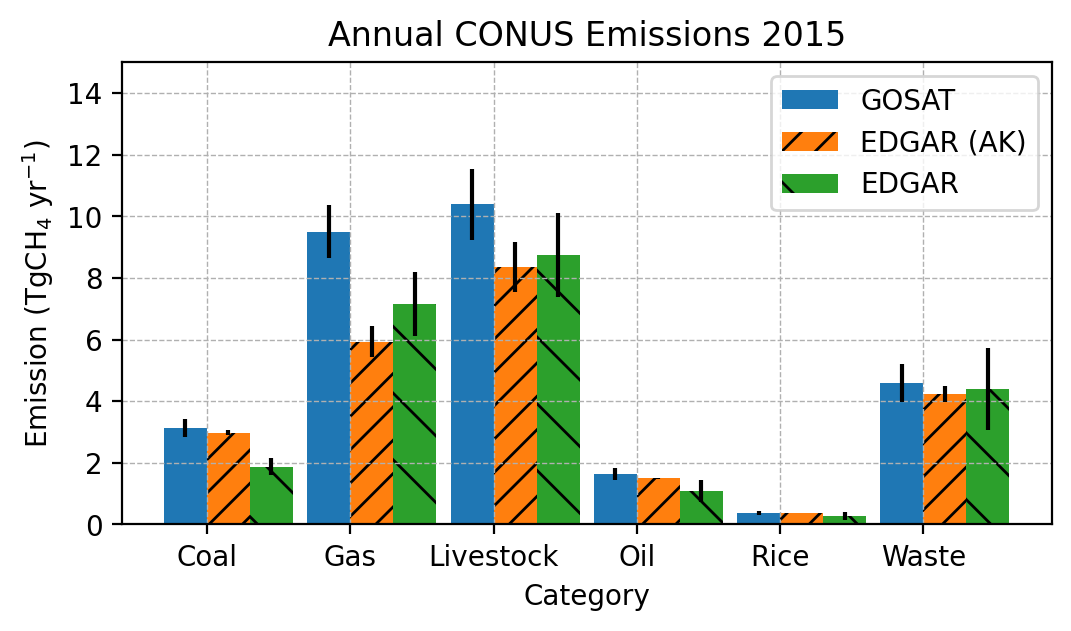 Annual CONUS Emissions 2015
Emission (TgCH₄ yr⁻¹)
14
12
10
8
6
4
2
0
GOSAT
EDGAR (AK)
EDGAR
Coal Gas Livestock Oil Rice Waste
Category